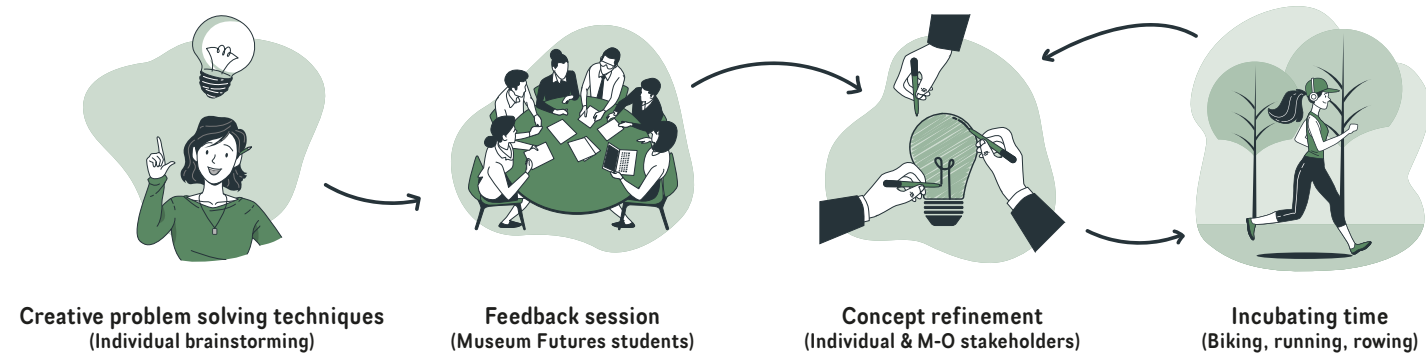 Creative problem solving techniques
(Individual brainstorming)
Feedback session
(Museum Futures students)
Concept refinement
(Individual & M-O stakeholders)
Incubating time
(Biking, running, rowing)